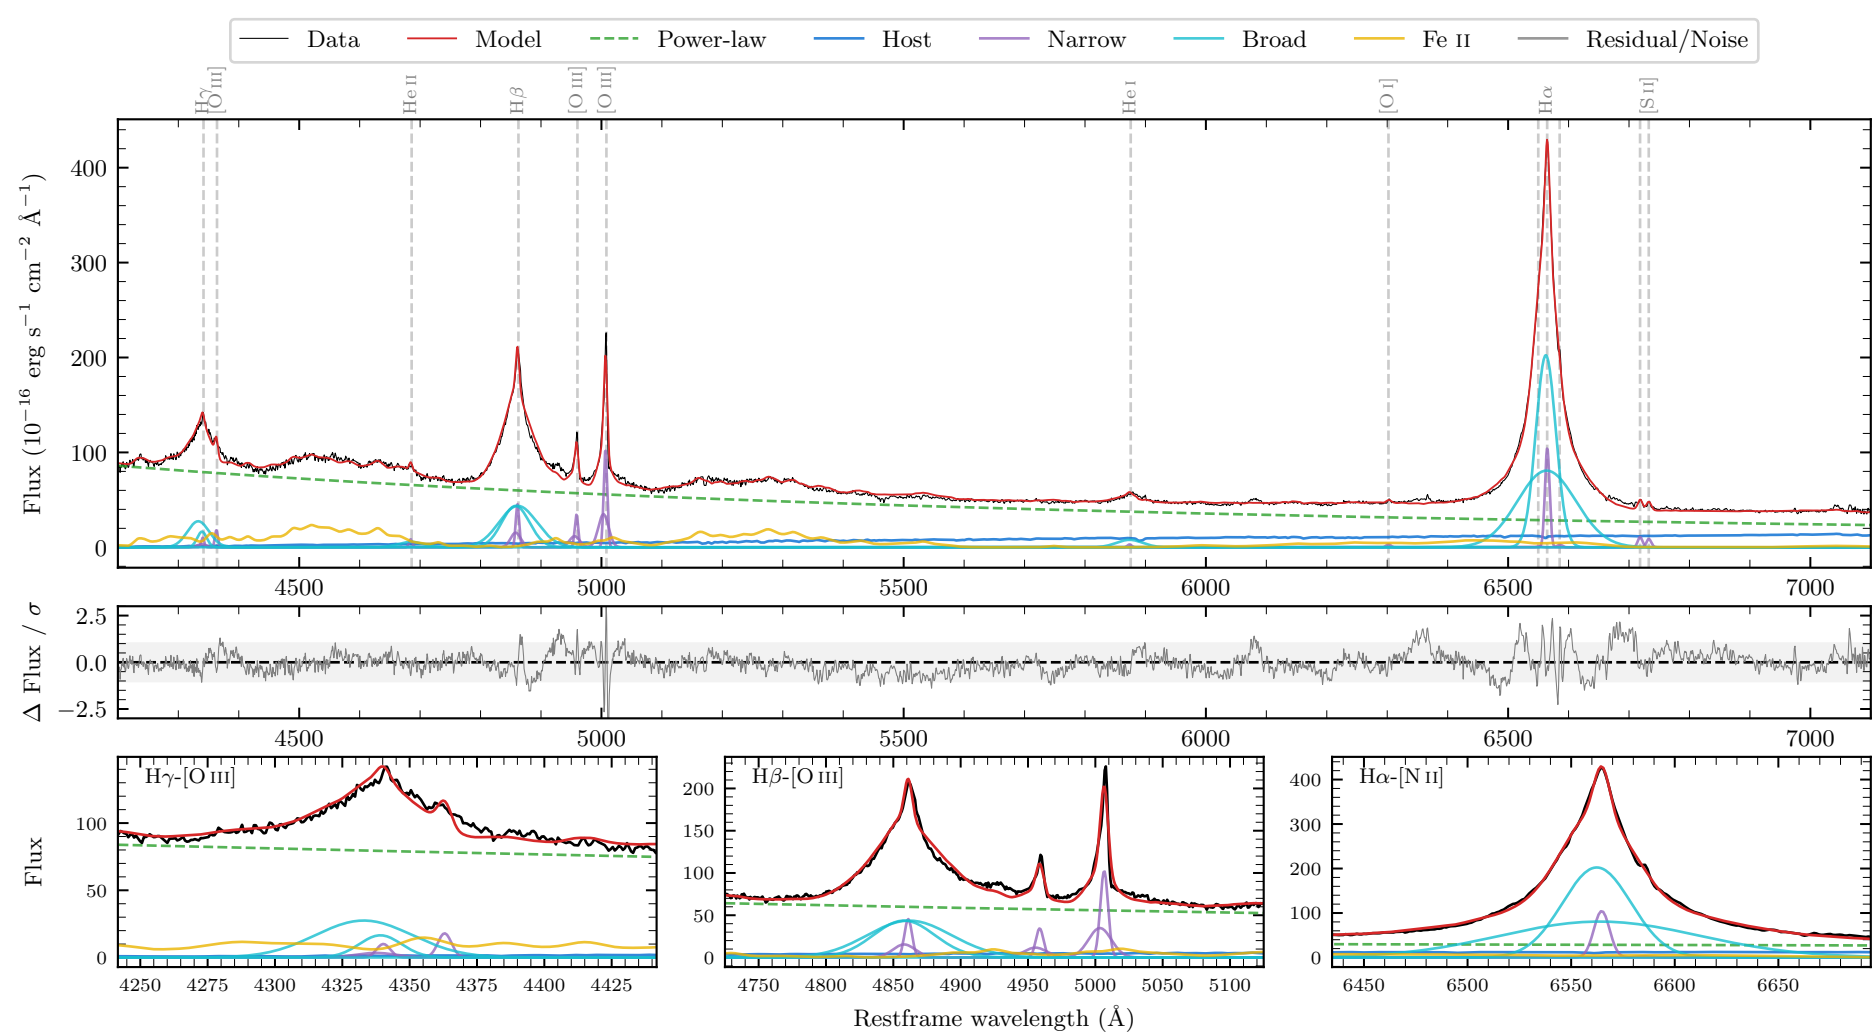 Data Model Power-law Host Narrow Broad Fe II Residual/Noise
Hγ [O III] He II Hβ [O III] [O III] He I [O I] Hα [S II]
Flux (10⁻¹⁶ erg s⁻¹ cm⁻² Å⁻¹)
400
300
200
100
0
4500 5000 5500 6000 6500 7000
Δ Flux / σ
2.5
0.0
−2.5
4500 5000 5500 6000 6500 7000
Flux
Hγ-[O III]
100
50
0
4250 4275 4300 4325 4350 4375 4400 4425
Hβ-[O III]
200
150
100
50
0
4750 4800 4850 4900 4950 5000 5050 5100
Hα-[N II]
400
300
200
100
0
6450 6500 6550 6600 6650
Restframe wavelength (Å)